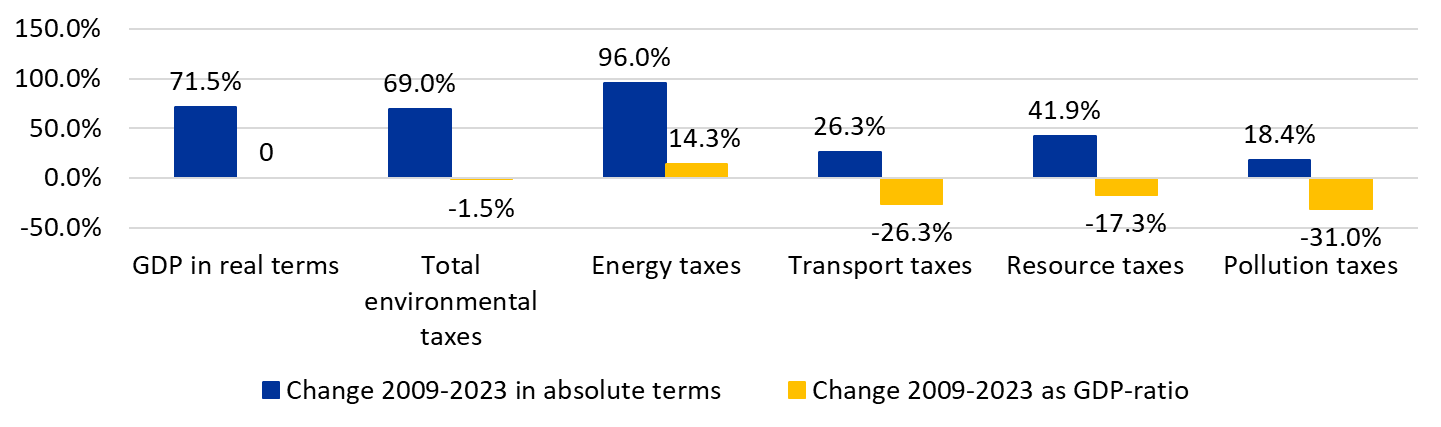 150.0%
100.0%
50.0%
0.0%
-50.0%
71.5%
0
69.0%
-1.5%
96.0%
14.3%
26.3%
-26.3%
41.9%
-17.3%
18.4%
-31.0%
GDP in real terms
Total
environmental
taxes
Energy taxes
Transport taxes
Resource taxes
Pollution taxes
Change 2009-2023 in absolute terms
Change 2009-2023 as GDP-ratio